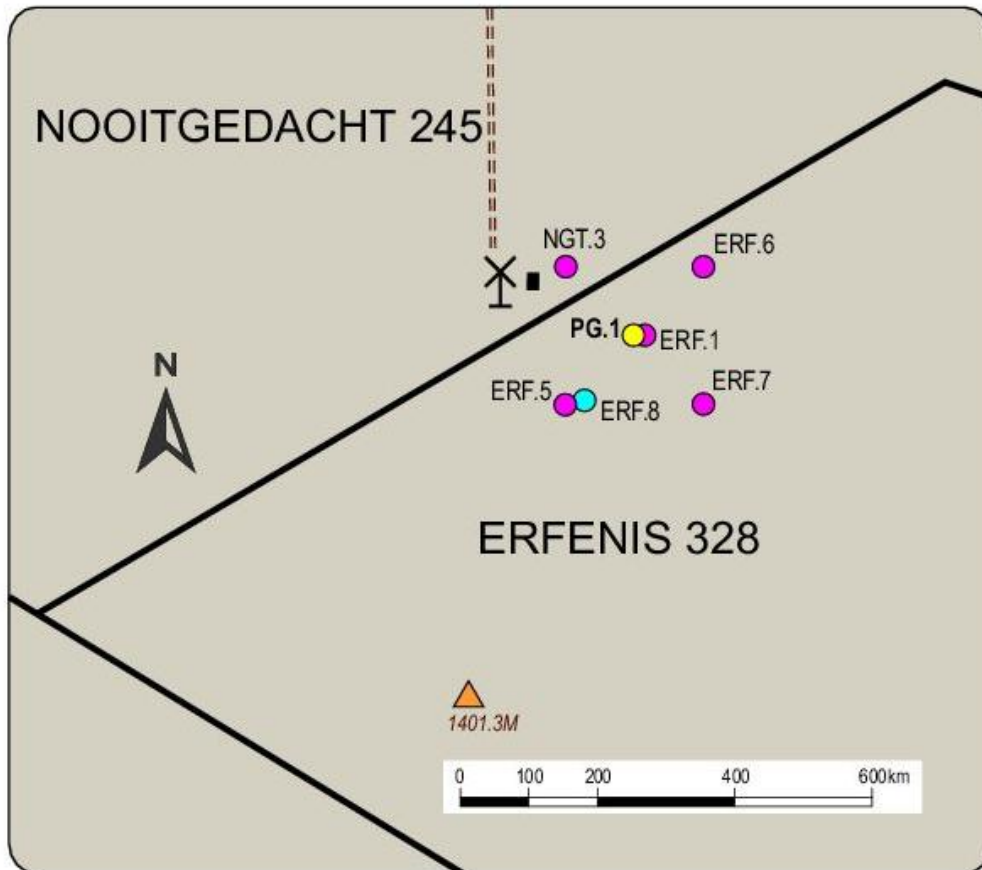 NOOITGEDACHT 245
NGT.3
ERF.6
PG.1
ERF.1
N
ERF.5
ERF.7
ERF.8
ERFENIS 328
1401.3M
0 100 200 400 600km